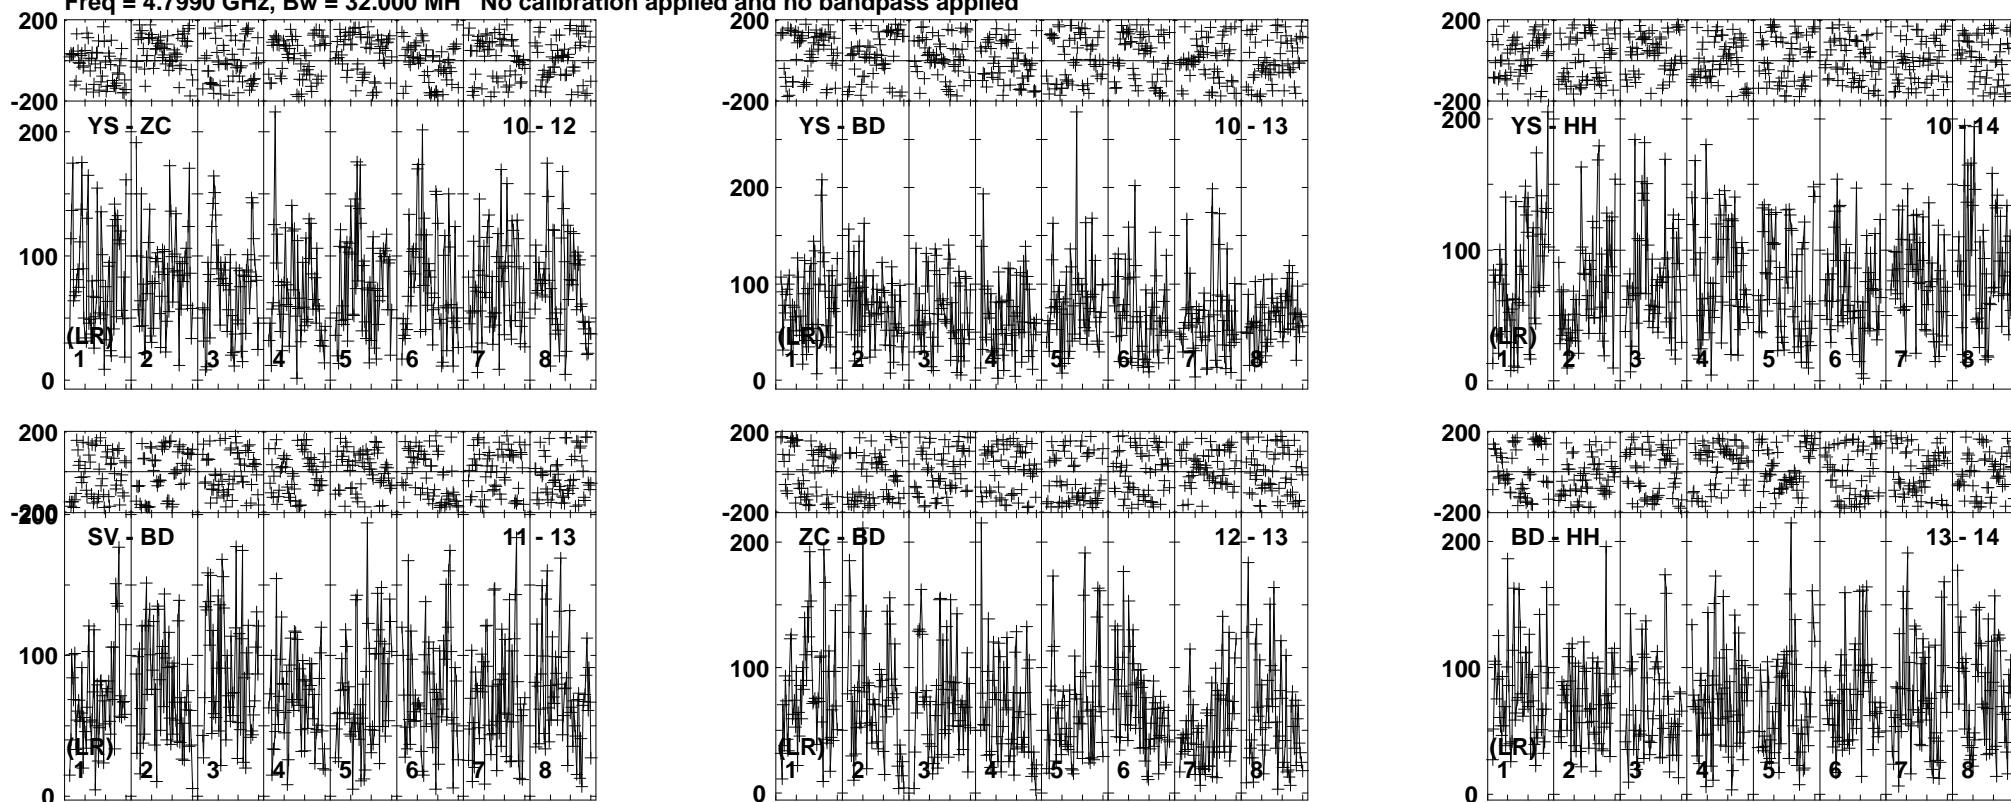 Freq = 4.7990 GHz, Bw = 32.000 MH No calibration applied and no bandpass applied
200 200 200
-200 -200 -200
200 YS - ZC 10 - 12 YS - BD 10 - 13 200 YS - HH 10 - 14
200
100 100 100
(LR) (LR) (LR)
1 2 3 4 5 6 7 8 1 2 3 4 5 6 7 8 1 2 3 4 5 6 7 8
0 0 0
200 200 200
-200 -200 -200
200 SV - BD 11 - 13 ZC - BD 12 - 13 BD - HH 13 - 14
200 200
100 100 100
(LR) (LR) (LR)
1 2 3 4 5 6 7 8 1 2 3 4 5 6 7 8 1 2 3 4 5 6 7 8
0 0 0